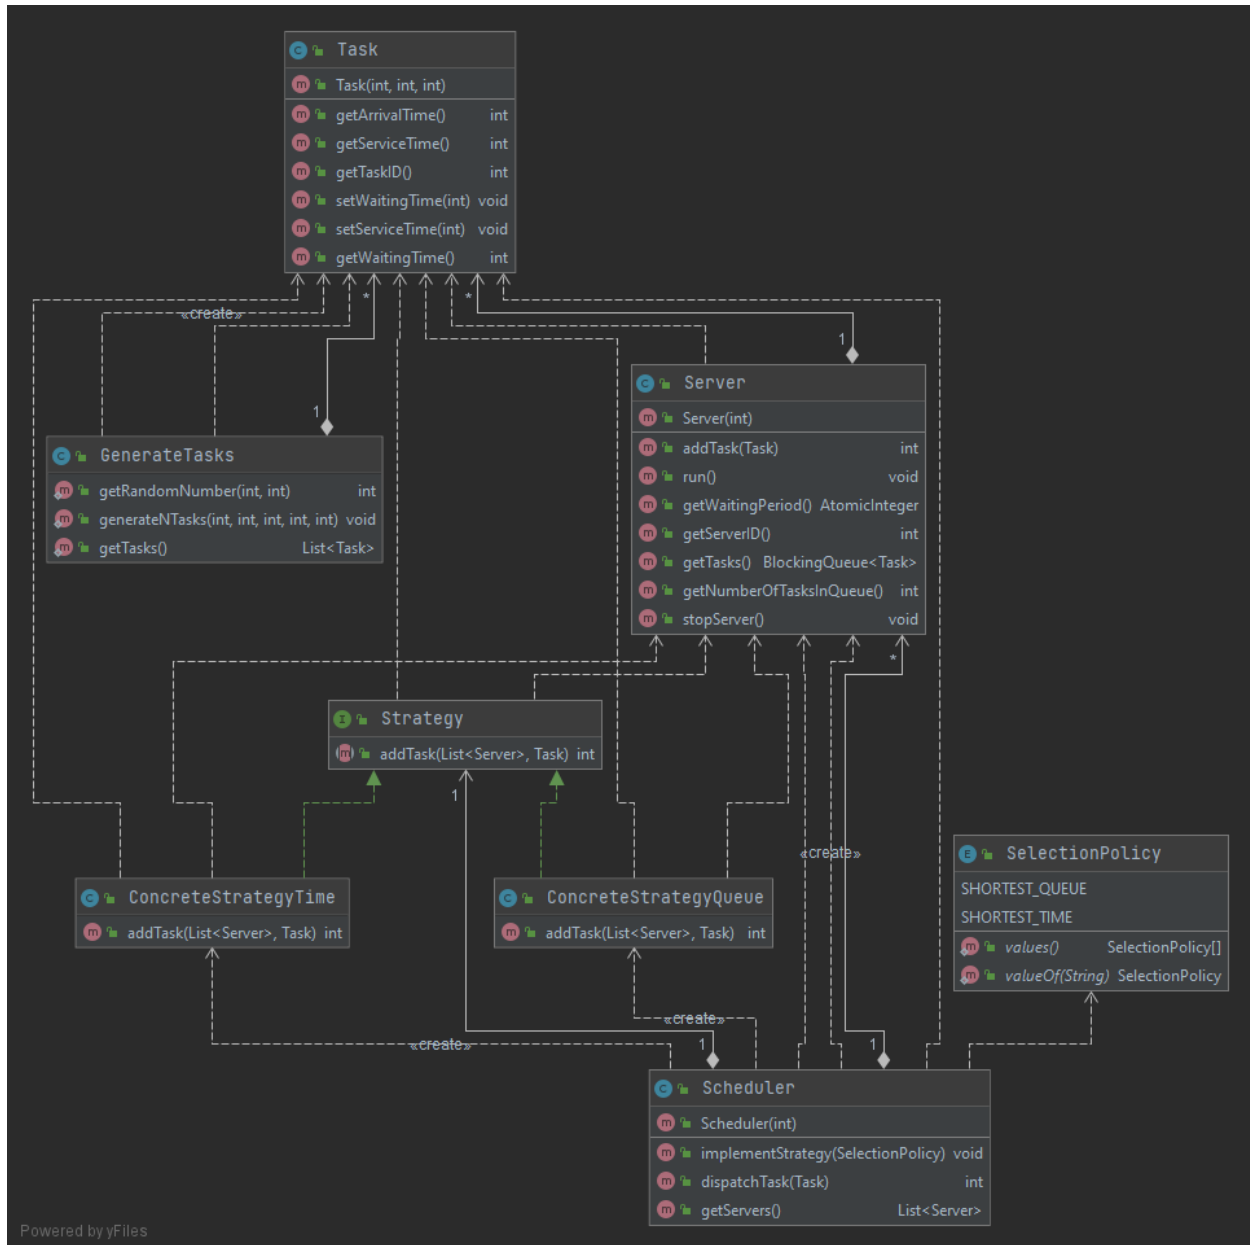 Task
Task(int, int, int)
getArrivalTime() int
getServiceTime() int
getTaskID() int
setWaitingTime(int) void
setServiceTime(int) void
getWaitingTime() int
* *
«create»
1
1
Server
Server(int)
addTask(Task) int
run() void
getWaitingPeriod() AtomicInteger
getServerID() int
getTasks() BlockingQueue<Task>
getNumberOfTasksInQueue() int
stopServer() void
GenerateTasks
getRandomNumber(int, int) int
generateNTasks(int, int, int, int, int) void
getTasks() List<Task>
*
Strategy
addTask(List<Server>, Task) int
1
«create»
SelectionPolicy
SHORTEST_QUEUE
SHORTEST_TIME
values() SelectionPolicy[]
valueOf(String) SelectionPolicy
ConcreteStrategyTime
addTask(List<Server>, Task) int
ConcreteStrategyQueue
addTask(List<Server>, Task) int
«create»
«create»
1 1
Scheduler
Scheduler(int)
implementStrategy(SelectionPolicy) void
dispatchTask(Task) int
getServers() List<Server>
Powered by yFiles